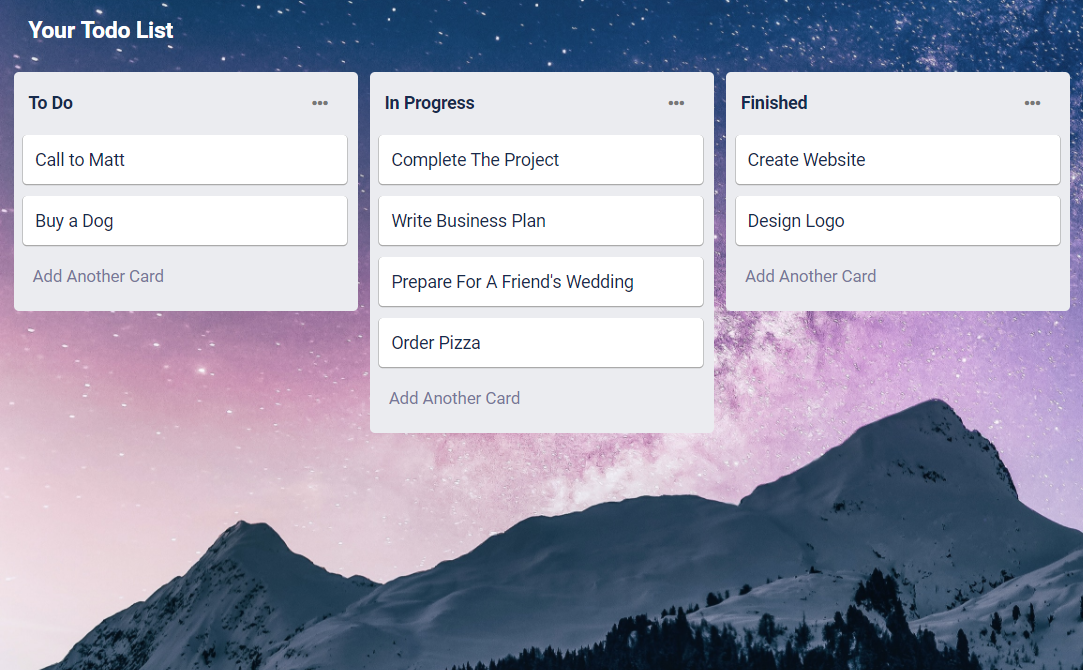 Your Todo List
To Do
Call to Matt
Buy a Dog
Add Another Card
In Progress
Complete The Project
Write Business Plan
Prepare For A Friend's Wedding
Order Pizza
Add Another Card
Finished
Create Website
Design Logo
Add Another Card